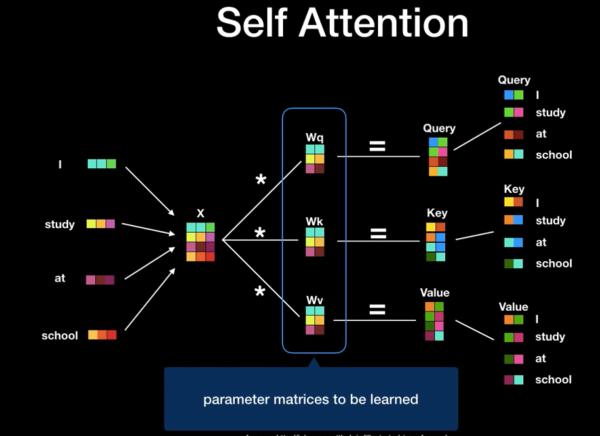 Self Attention
I
study
at
school
X
*
*
*
Wq
Wk
Wv
=
=
=
Query
Key
Value
Query
I
study
at
school
Key
I
study
at
school
Value
I
study
at
school
parameter matrices to be learned